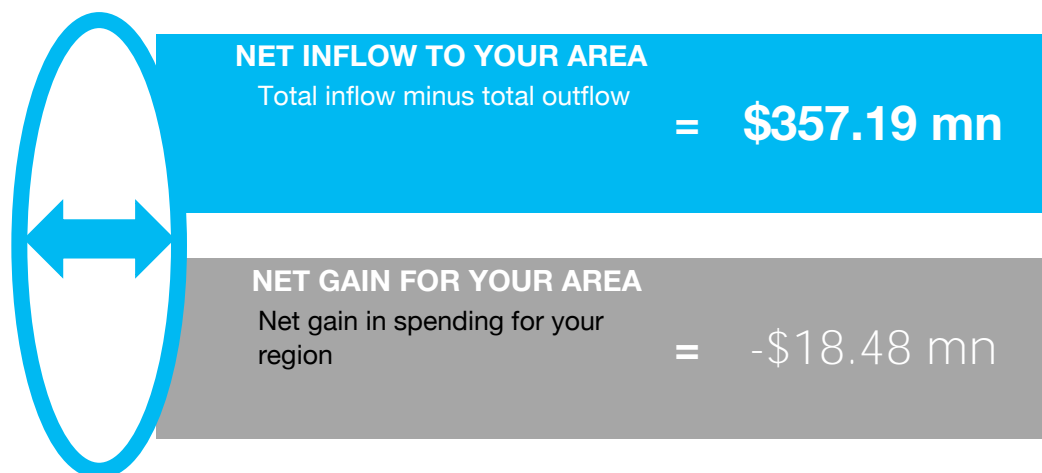 NET INFLOW TO YOUR AREA
Total inflow minus total outflow
= $357.19 mn
NET GAIN FOR YOUR AREA
Net gain in spending for your
region
= -$18.48 mn